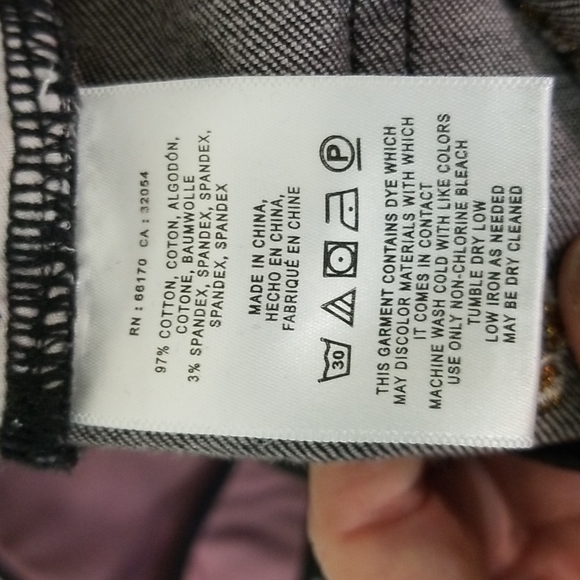 RN : 66170 CA : 32054
97% COTTON, COTON, ALGODÓN,
COTONE, BAUMWOLLE
3% SPANDEX, SPANDEX, SPANDEX,
SPANDEX, SPANDEX
MADE IN CHINA,
HECHO EN CHINA,
FABRIQUÉ EN CHINE
30 P
THIS GARMENT CONTAINS DYE WHICH
MAY DISCOLOR MATERIALS WITH WHICH
IT COMES IN CONTACT
MACHINE WASH COLD WITH LIKE COLORS
USE ONLY NON-CHLORINE BLEACH
TUMBLE DRY LOW
LOW IRON AS NEEDED
MAY BE DRY CLEANED